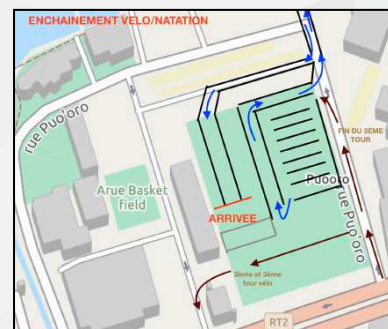 ENCHAINEMENT VELO/NATATION
rue Puo'oro
FIN DU 3EME
TOUR
Arue Basket
field
Puooro
rue Puo'oro
ARRIVEE
2ème et 3ème
tour vélo
RT2